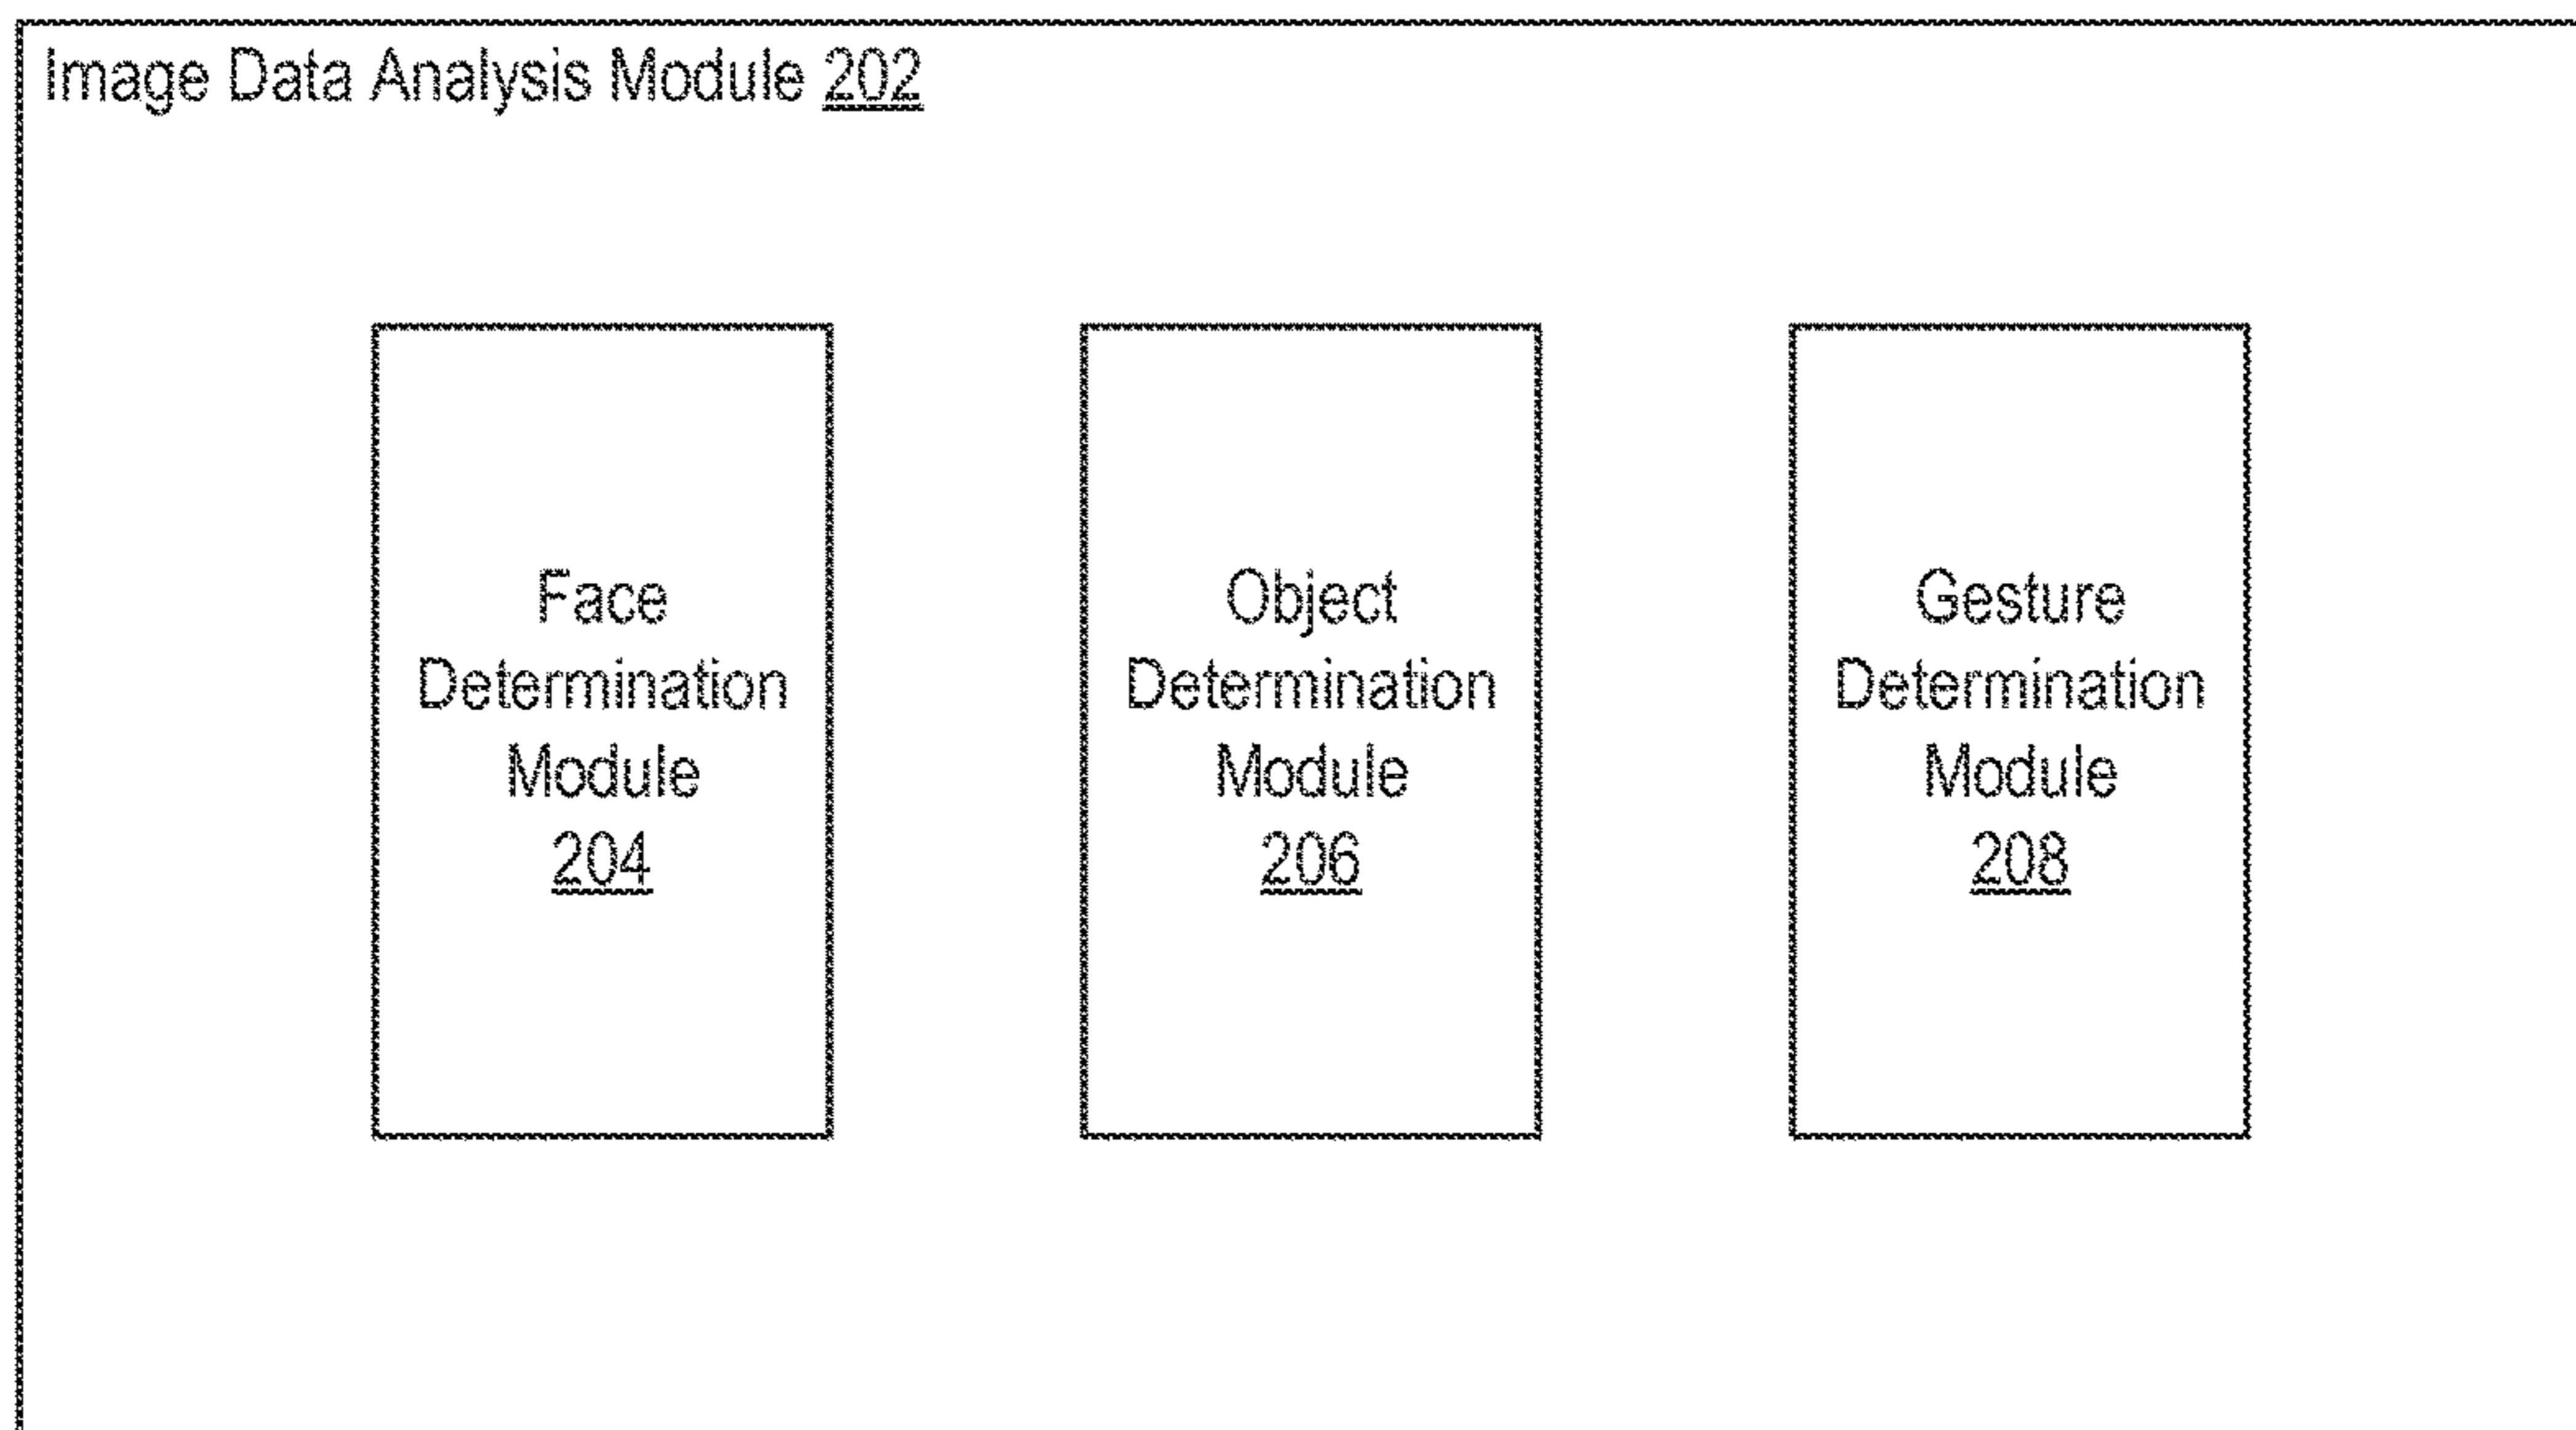 Image Data Analysis Module 202
Face
Determination
Module
204
Object
Determination
Module
206
Gesture
Determination
Module
208